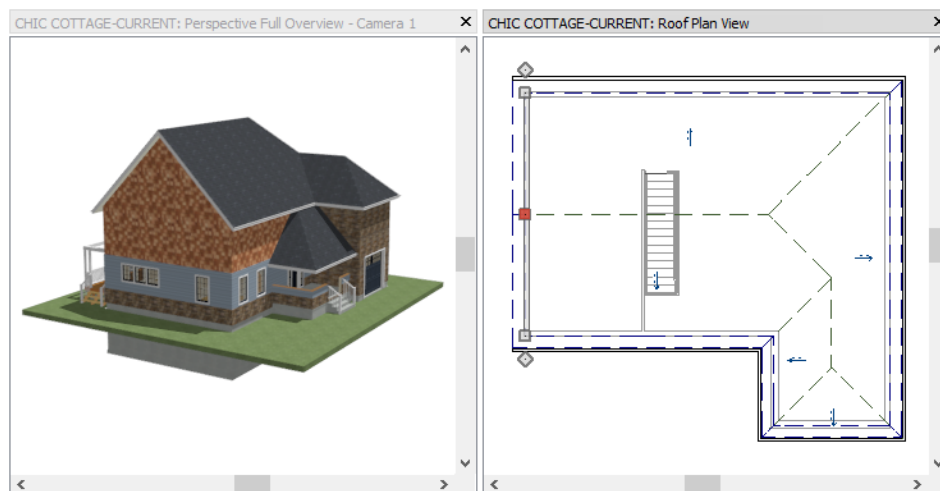 CHIC COTTAGE-CURRENT: Perspective Full Overview - Camera 1
CHIC COTTAGE-CURRENT: Roof Plan View